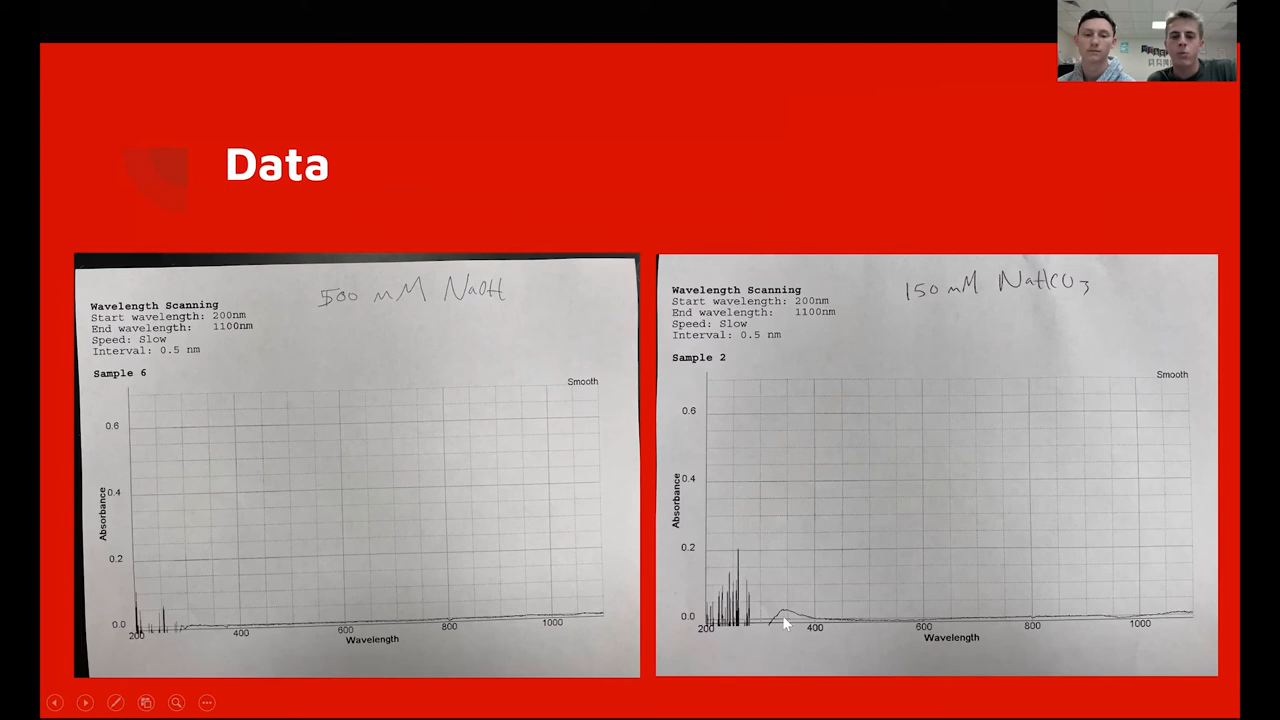 Data
500 mM NaOH
Wavelength Scanning
Start wavelength: 200nm
End wavelength: 1100nm
Speed: Slow
Interval: 0.5 nm
Sample 6
Smooth
0.6
0.4
0.2
0.0
Absorbance
200 400 600 800 1000
Wavelength
150 mM NaHCO3
Wavelength Scanning
Start wavelength: 200nm
End wavelength: 1100nm
Speed: Slow
Interval: 0.5 nm
Sample 2
Smooth
0.6
0.4
0.2
0.0
Absorbance
200 400 600 800 1000
Wavelength